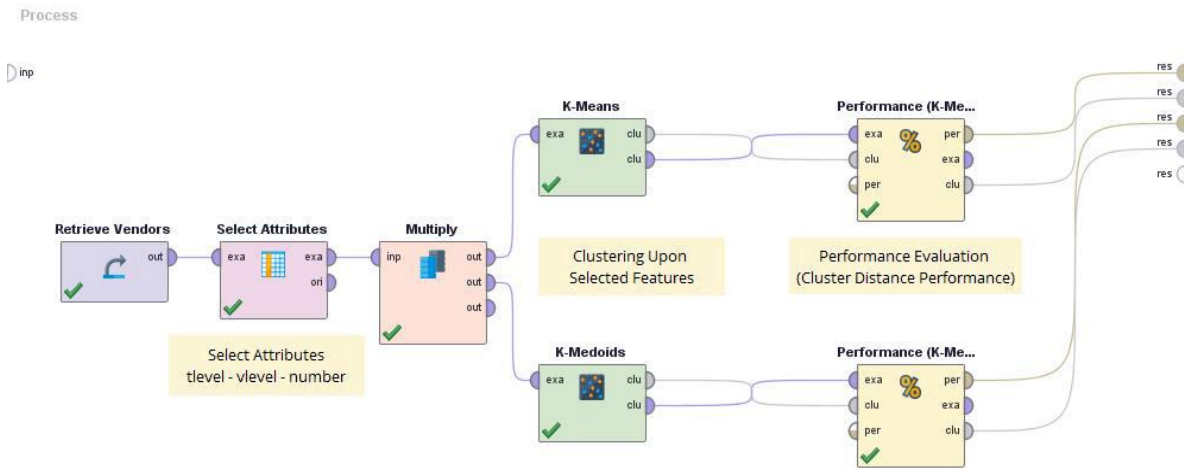 Process
inp
res
res
res
res
res
K-Means
exa
clu
clu
Performance (K-Me...
exa
clu
per
per
exa
clu
Retrieve Vendors
out
Select Attributes
exa
exa
ori
Multiply
inp
out
out
out
Clustering Upon
Selected Features
Performance Evaluation
(Cluster Distance Performance)
Select Attributes
tlevel - vlevel - number
K-Medoids
exa
clu
clu
Performance (K-Me...
exa
clu
per
per
exa
clu